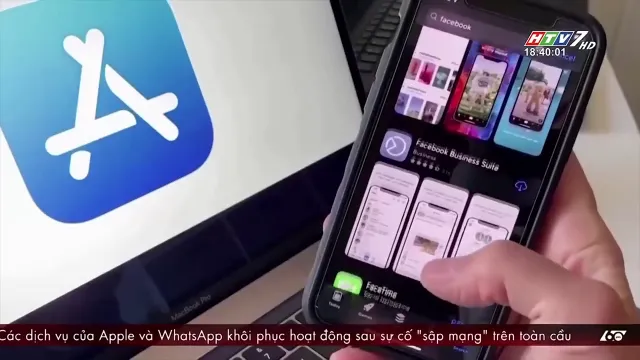 HTV7 HD
18:40:01
facebook
Facebook Business Suite
Business
FaceTime
MacBook Pro
Các dịch vụ của Apple và WhatsApp khôi phục hoạt động sau sự cố "sập mạng" trên toàn cầu